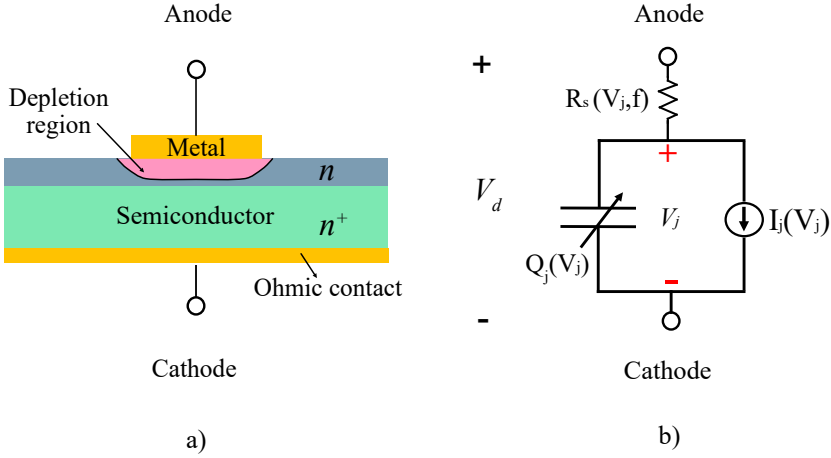 Anode
Depletion
region
Metal
n
Semiconductor
n⁺
Ohmic contact
Cathode
a)
Anode
+
Rs (Vj,f)
+
Vd
Vj
Ij(Vj)
Qj(Vj)
-
-
Cathode
b)